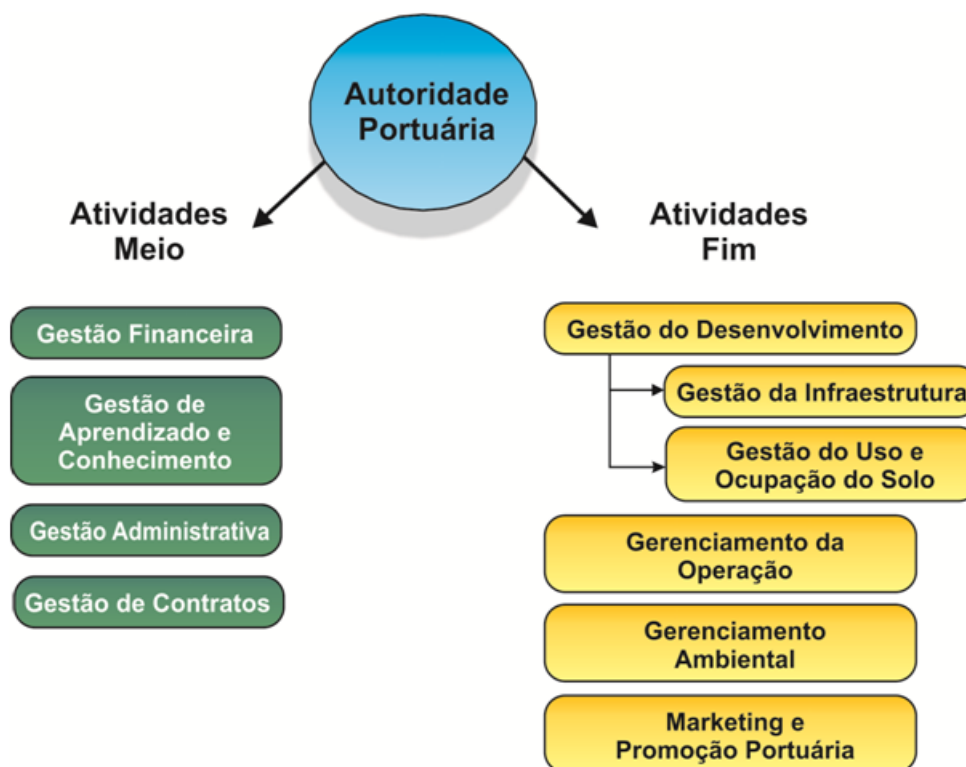 Autoridade
Portuária
Atividades
Meio
Gestão Financeira
Gestão de
Aprendizado e
Conhecimento
Gestão Administrativa
Gestão de Contratos
Atividades
Fim
Gestão do Desenvolvimento
Gestão da Infraestrutura
Gestão do Uso e
Ocupação do Solo
Gerenciamento da
Operação
Gerenciamento
Ambiental
Marketing e
Promoção Portuária